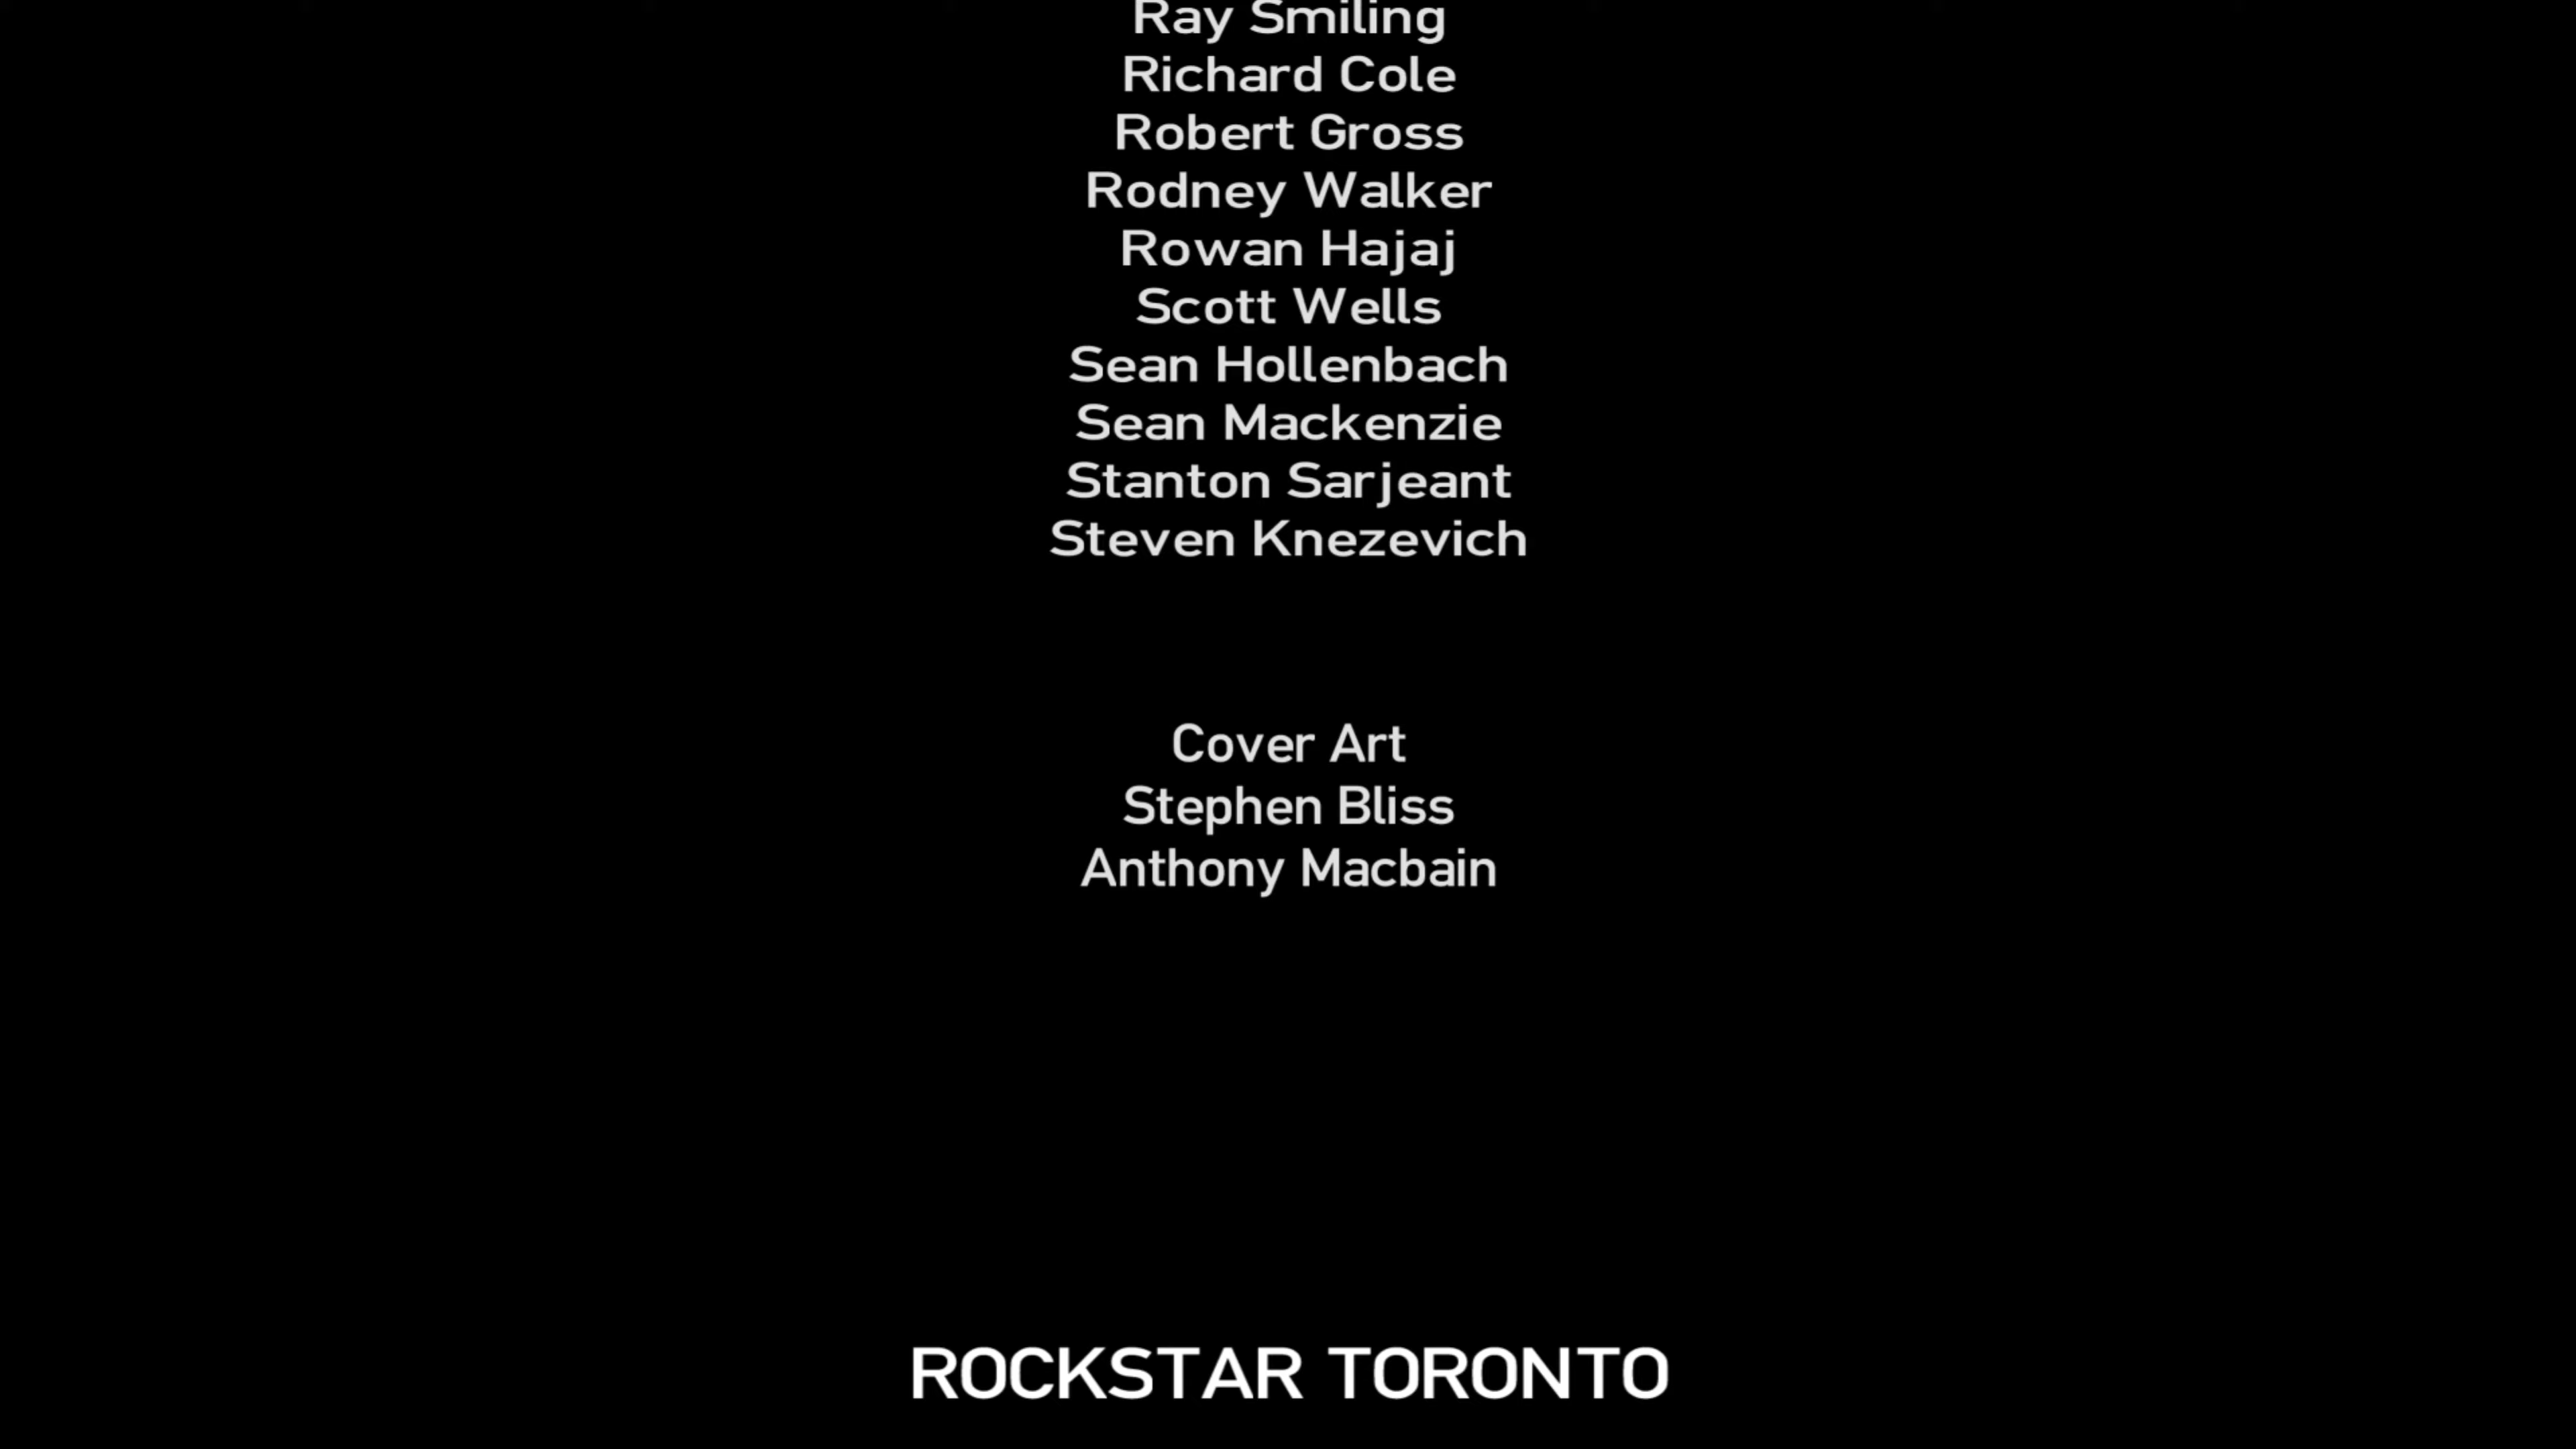 Ray Smiling
Richard Cole
Robert Gross
Rodney Walker
Rowan Hajaj
Scott Wells
Sean Hollenbach
Sean Mackenzie
Stanton Sarjeant
Steven Knezevich
Cover Art
Stephen Bliss
Anthony Macbain
ROCKSTAR TORONTO